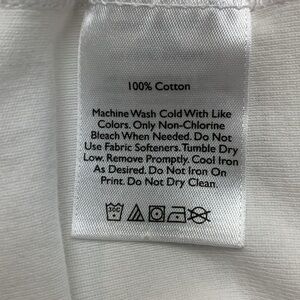 100% Cotton
Machine Wash Cold With Like
Colors. Only Non-Chlorine
Bleach When Needed. Do Not
Use Fabric Softeners. Tumble Dry
Low. Remove Promptly. Cool Iron
As Desired. Do Not Iron On
Print. Do Not Dry Clean.